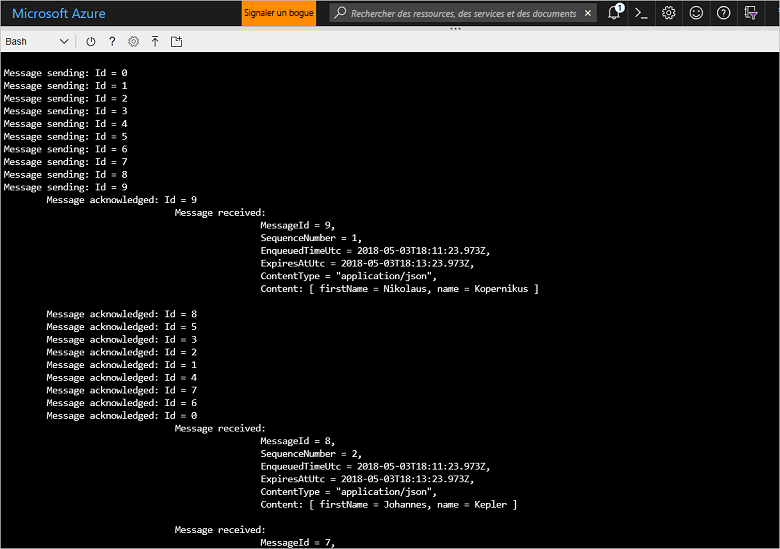 Microsoft Azure
Signaler un bogue
Rechercher des ressources, des services et des documents
1
Bash
Message sending: Id = 0
Message sending: Id = 1
Message sending: Id = 2
Message sending: Id = 3
Message sending: Id = 4
Message sending: Id = 5
Message sending: Id = 6
Message sending: Id = 7
Message sending: Id = 8
Message sending: Id = 9
Message acknowledged: Id = 9
Message received:
MessageId = 9,
SequenceNumber = 1,
EnqueuedTimeUtc = 2018-05-03T18:11:23.973Z,
ExpiresAtUtc = 2018-05-03T18:13:23.973Z,
ContentType = "application/json",
Content: [ firstName = Nikolaus, name = Kopernikus ]
Message acknowledged: Id = 8
Message acknowledged: Id = 5
Message acknowledged: Id = 3
Message acknowledged: Id = 2
Message acknowledged: Id = 1
Message acknowledged: Id = 4
Message acknowledged: Id = 7
Message acknowledged: Id = 6
Message acknowledged: Id = 0
Message received:
MessageId = 8,
SequenceNumber = 2,
EnqueuedTimeUtc = 2018-05-03T18:11:23.973Z,
ExpiresAtUtc = 2018-05-03T18:13:23.973Z,
ContentType = "application/json",
Content: [ firstName = Johannes, name = Kepler ]
Message received:
MessageId = 7,